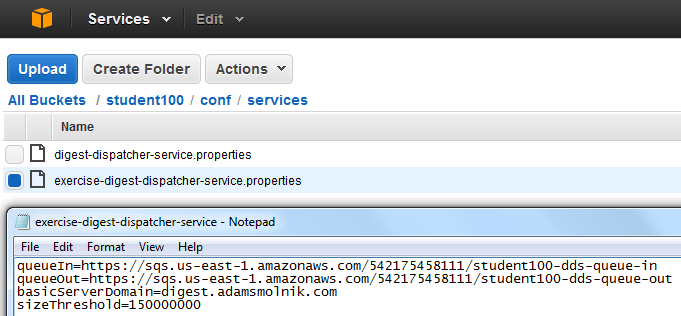 Services Edit
Upload Create Folder Actions
All Buckets / student100 / conf / services
Name
digest-dispatcher-service.properties
exercise-digest-dispatcher-service.properties
exercise-digest-dispatcher-service - Notepad
File Edit Format View Help
queueIn=https://sqs.us-east-1.amazonaws.com/542175458111/student100-dds-queue-in
queueOut=https://sqs.us-east-1.amazonaws.com/542175458111/student100-dds-queue-out
basicServerDomain=digest.adamsmolnik.com
sizeThreshold=150000000